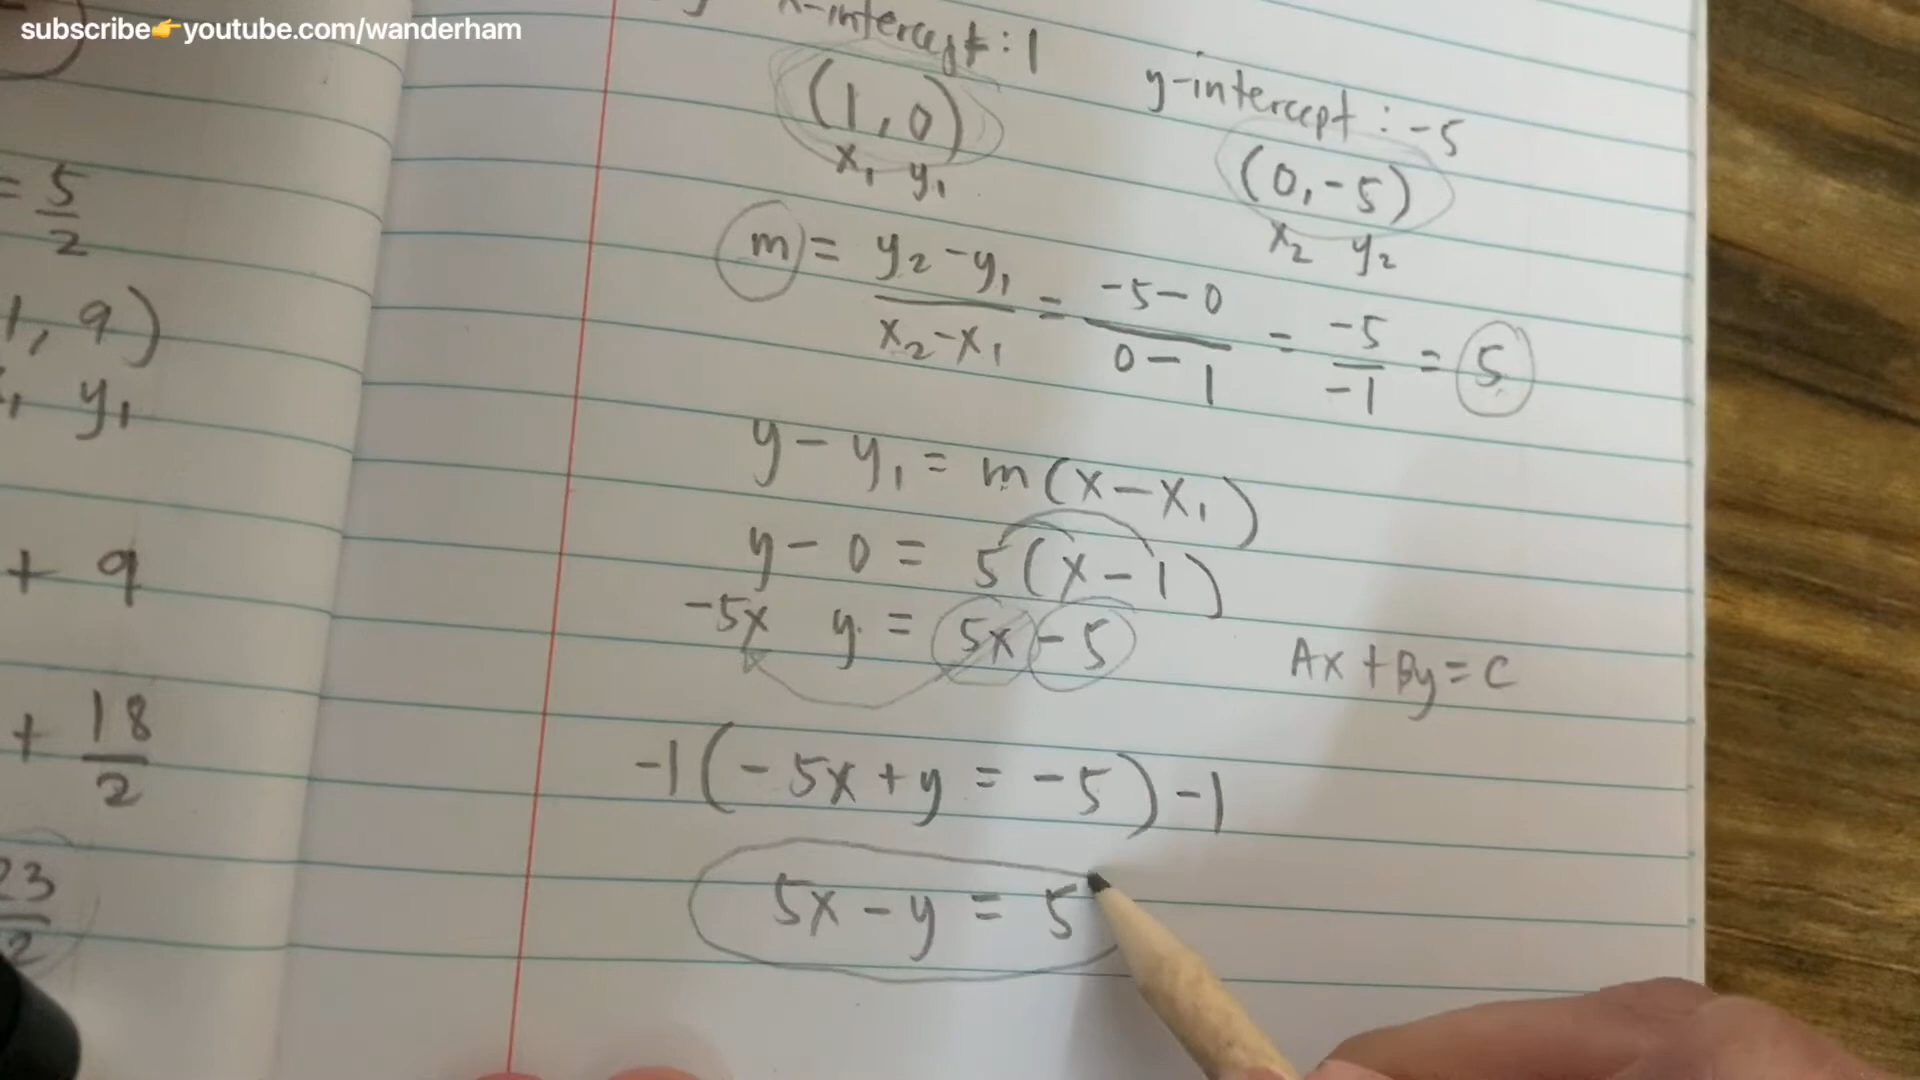 subscribe👉youtube.com/wanderham
x-intercept: 1
(1, 0)
x₁ y₁
y-intercept: -5
(0, -5)
x₂ y₂
m = y₂ - y₁ / x₂ - x₁ = -5 - 0 / 0 - 1 = -5 / -1 = 5
y - y₁ = m(x - x₁)
y - 0 = 5(x - 1)
-5x y = 5x - 5
Ax + By = C
-1(-5x + y = -5) -1
5x - y = 5
= 5/2
1, 9)
y₁
+ 9
+ 18/2
23/2